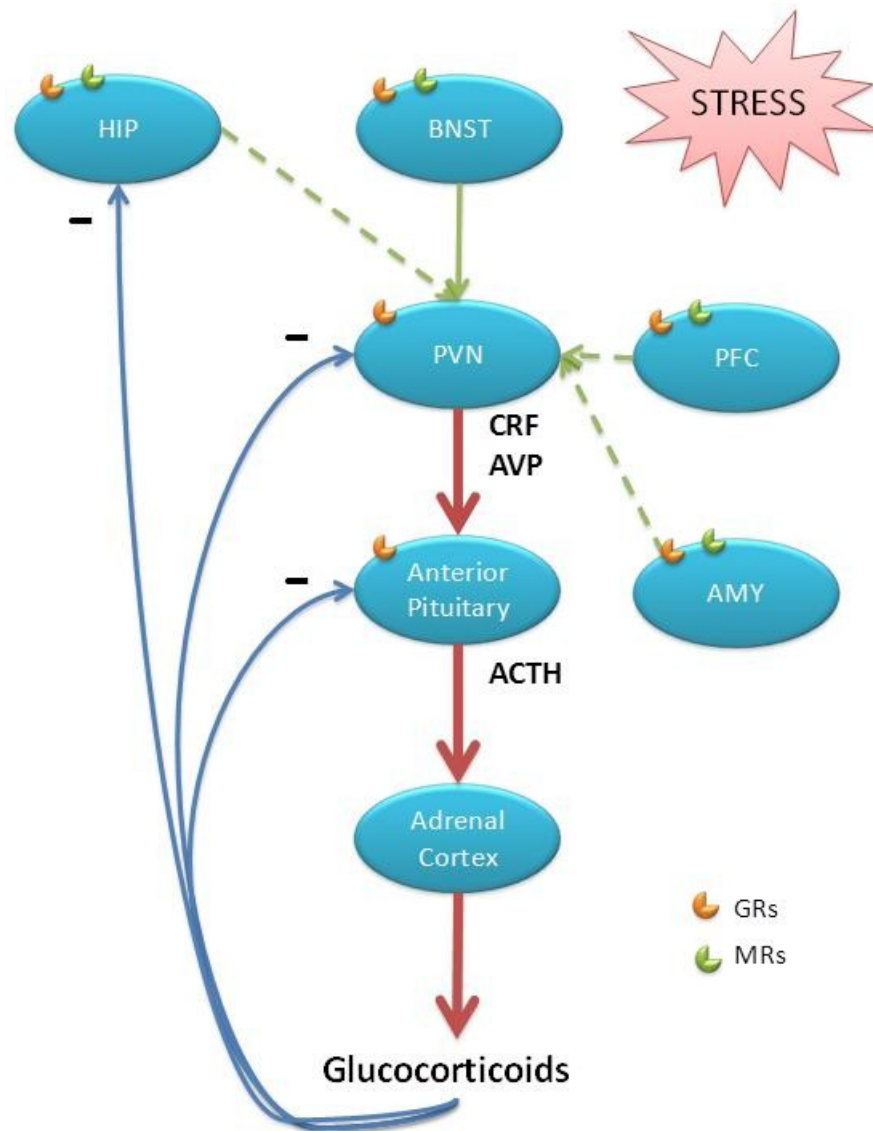 STRESS
HIP
BNST
–
–
PVN
PFC
CRF
AVP
–
Anterior
Pituitary
AMY
ACTH
Adrenal
Cortex
GRs
MRs
Glucocorticoids